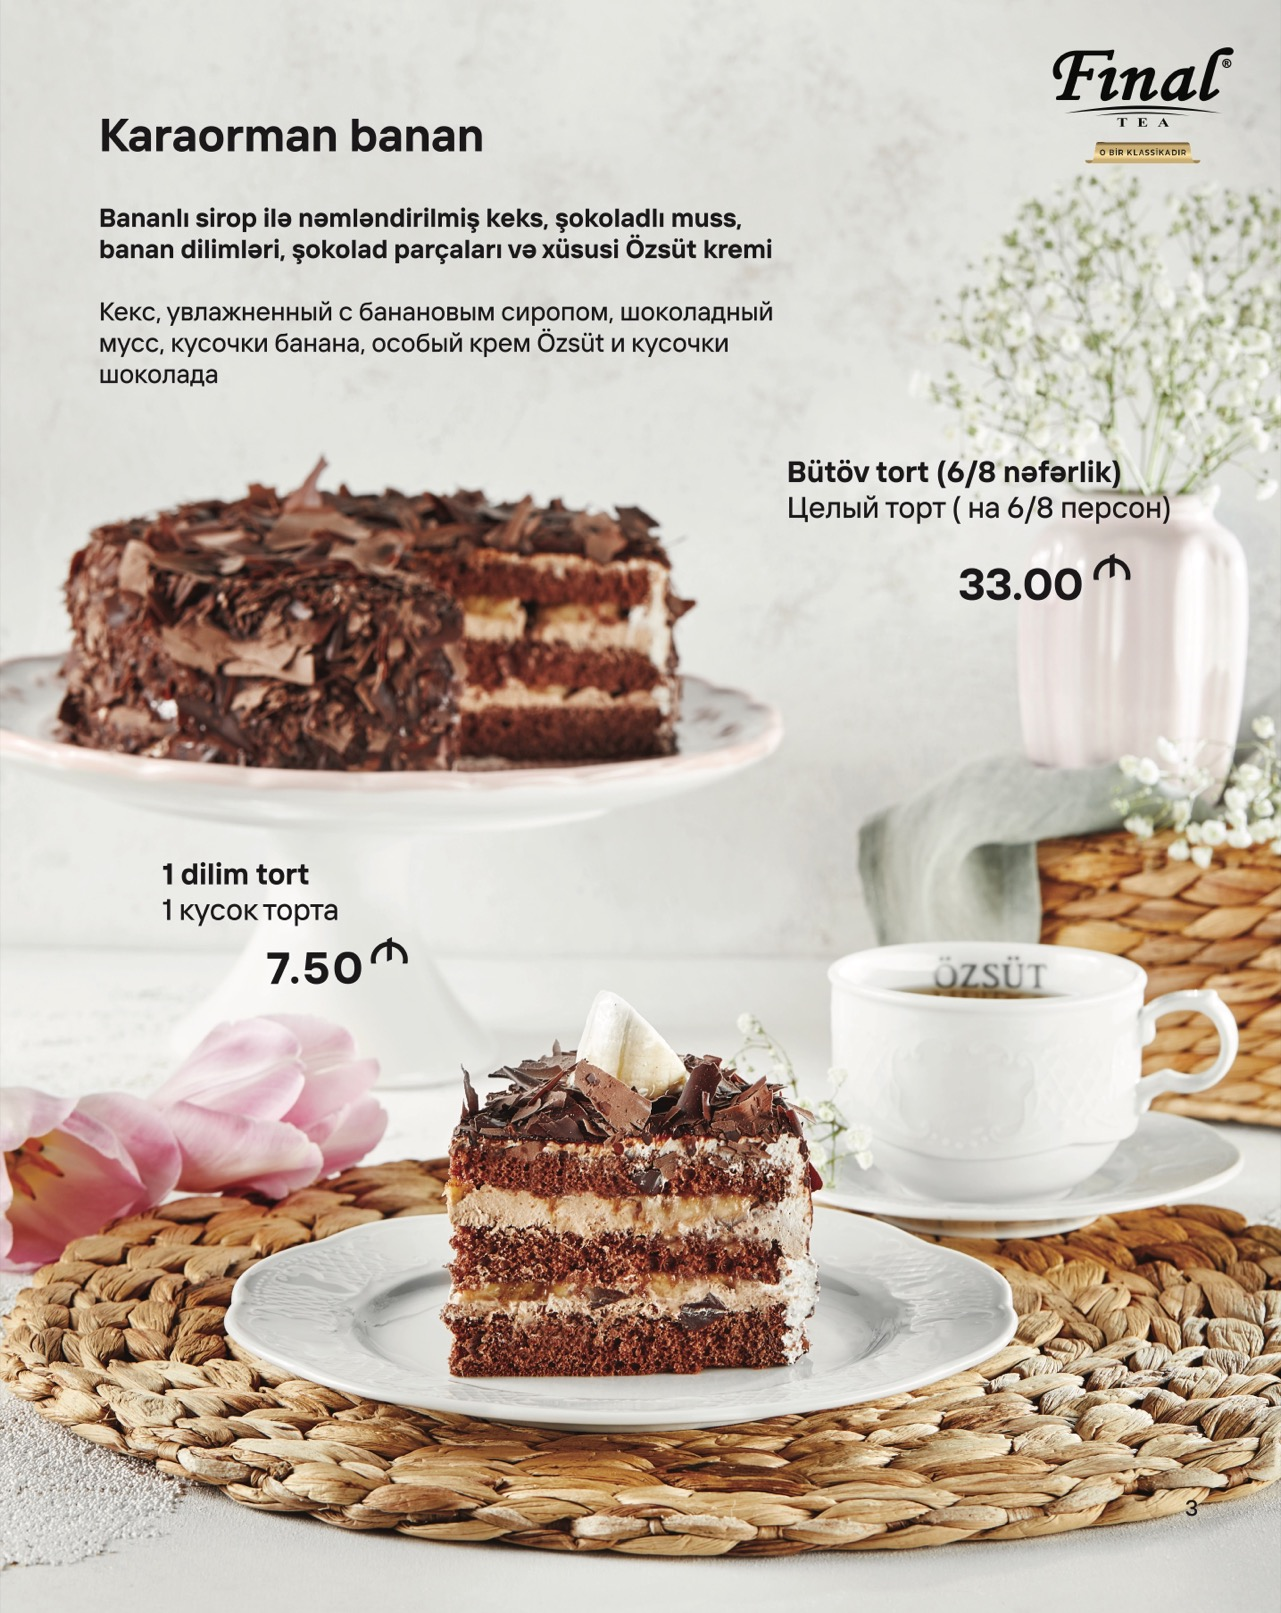 Final®
TEA
O BİR KLASSİKADIR
Karaorman banan
Bananlı sirop ilə nəmləndirilmiş keks, şokoladlı muss,
banan dilimləri, şokolad parçaları və xüsusi Özsüt kremi
Кекс, увлажненный с банановым сиропом, шоколадный
мусс, кусочки банана, особый крем Özsüt и кусочки
шоколада
Bütöv tort (6/8 nəfərlik)
Целый торт ( на 6/8 персон)
33.00 ₼
1 dilim tort
1 кусок торта
7.50 ₼
ÖZSÜT
3